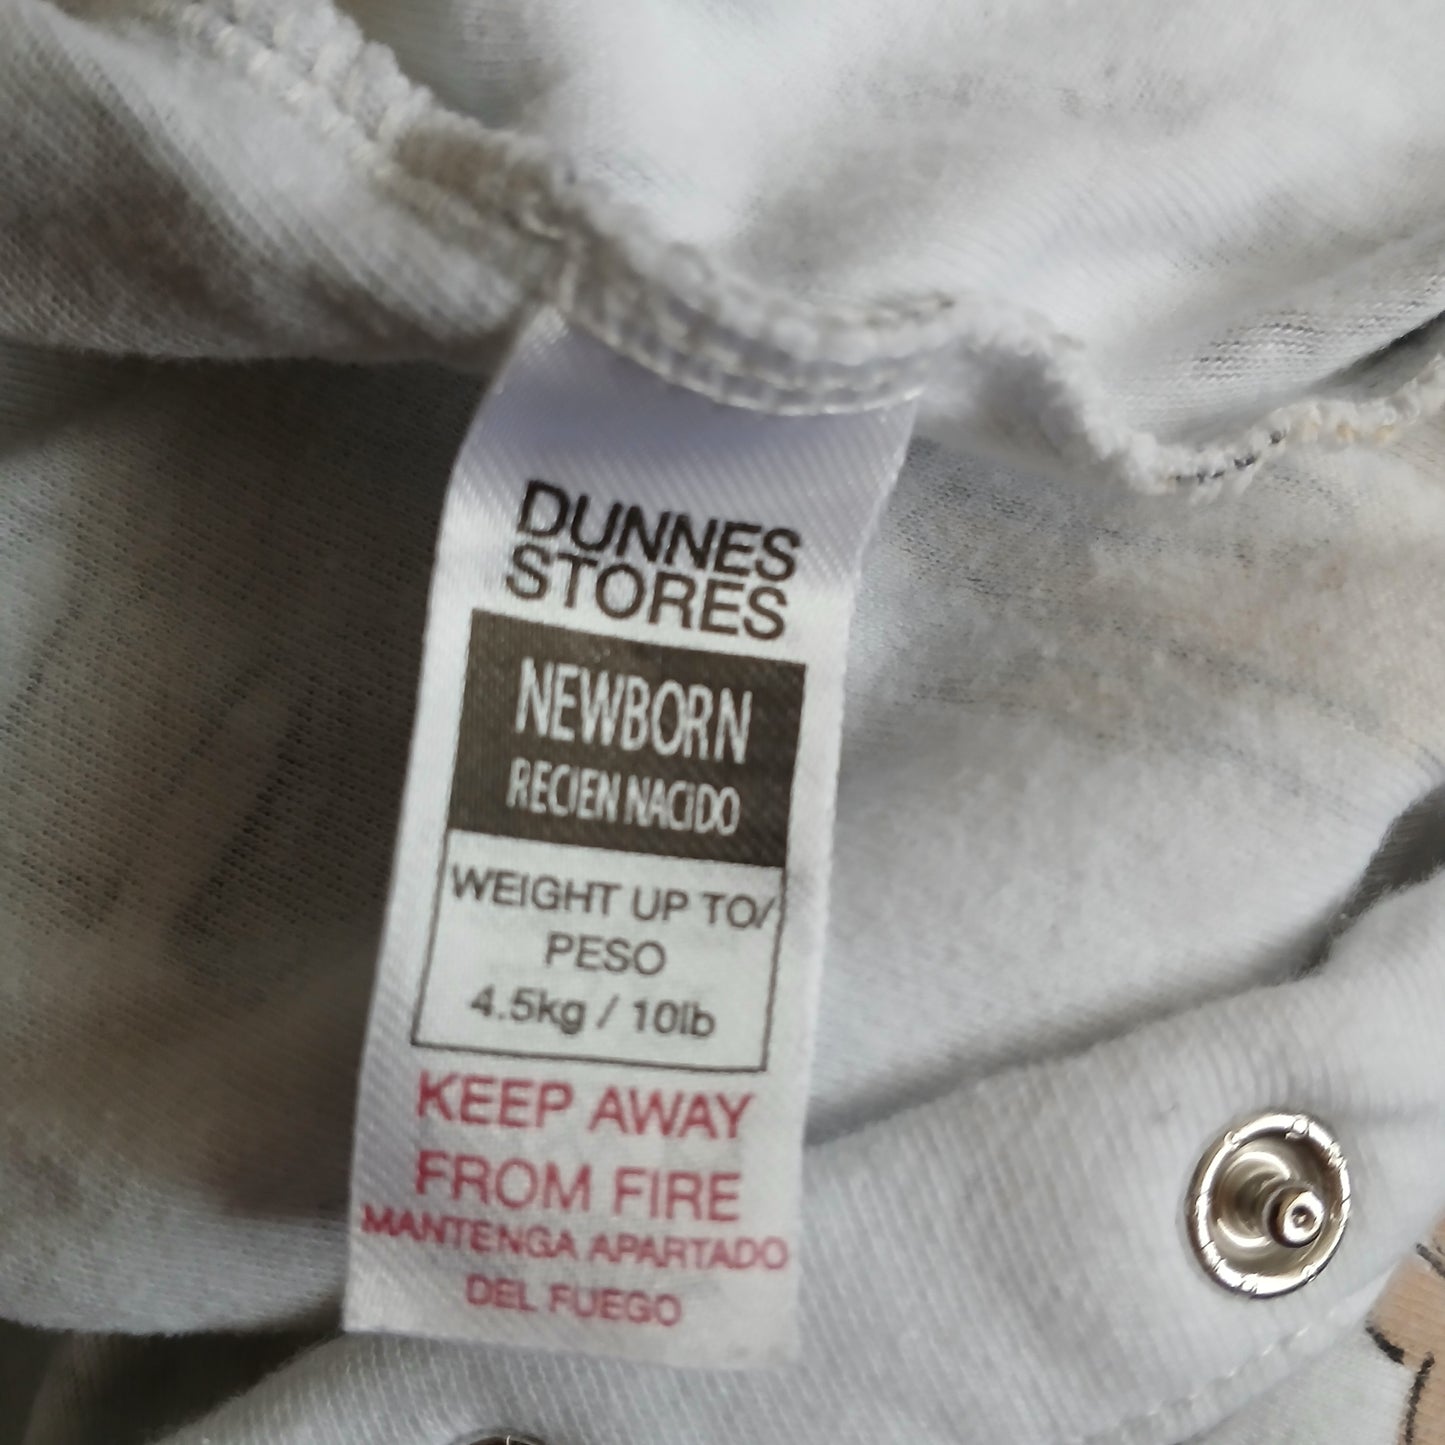 DUNNES
STORES
NEWBORN
RECIEN NACIDO
WEIGHT UP TO/
PESO
4.5kg / 10lb
KEEP AWAY
FROM FIRE
MANTENGA APARTADO
DEL FUEGO